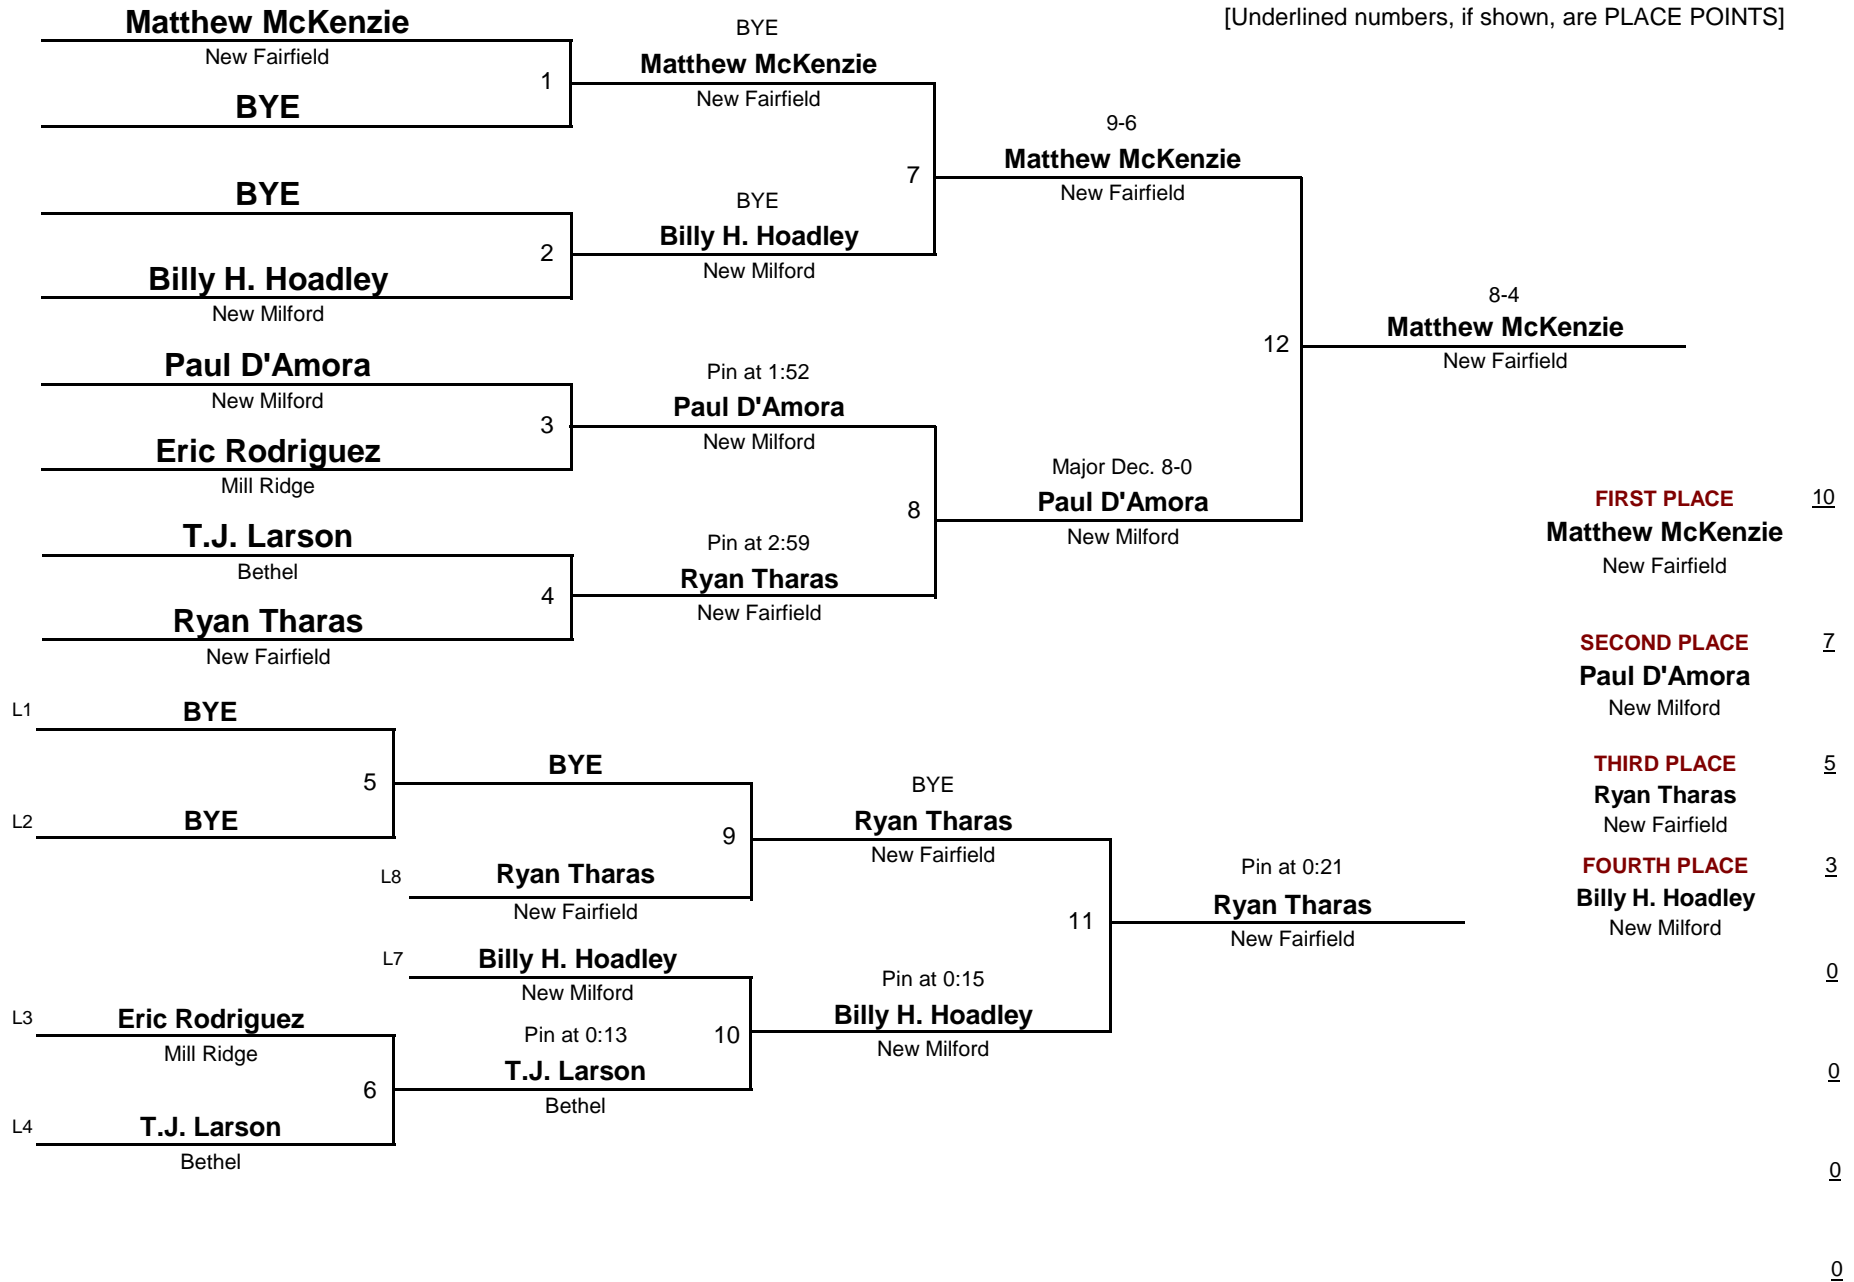 [Underlined numbers, if shown, are PLACE POINTS]
Matthew McKenzie
New Fairfield
1
BYE
BYE
Matthew McKenzie
New Fairfield
BYE
2
Billy H. Hoadley
New Milford
BYE
Billy H. Hoadley
New Milford
7
9-6
Matthew McKenzie
New Fairfield
Paul D'Amora
New Milford
3
Eric Rodriguez
Mill Ridge
Pin at 1:52
Paul D'Amora
New Milford
T.J. Larson
Bethel
4
Ryan Tharas
New Fairfield
Pin at 2:59
Ryan Tharas
New Fairfield
8
Major Dec. 8-0
Paul D'Amora
New Milford
12
8-4
Matthew McKenzie
New Fairfield
L1
BYE
5
L2
BYE
BYE
9
L8
Ryan Tharas
New Fairfield
BYE
Ryan Tharas
New Fairfield
L7
Billy H. Hoadley
New Milford
L3
Eric Rodriguez
Mill Ridge
6
L4
T.J. Larson
Bethel
Pin at 0:13
T.J. Larson
Bethel
10
Pin at 0:15
Billy H. Hoadley
New Milford
11
Pin at 0:21
Ryan Tharas
New Fairfield
FIRST PLACE 10
Matthew McKenzie
New Fairfield
SECOND PLACE 7
Paul D'Amora
New Milford
THIRD PLACE 5
Ryan Tharas
New Fairfield
FOURTH PLACE 3
Billy H. Hoadley
New Milford
0
0
0
0